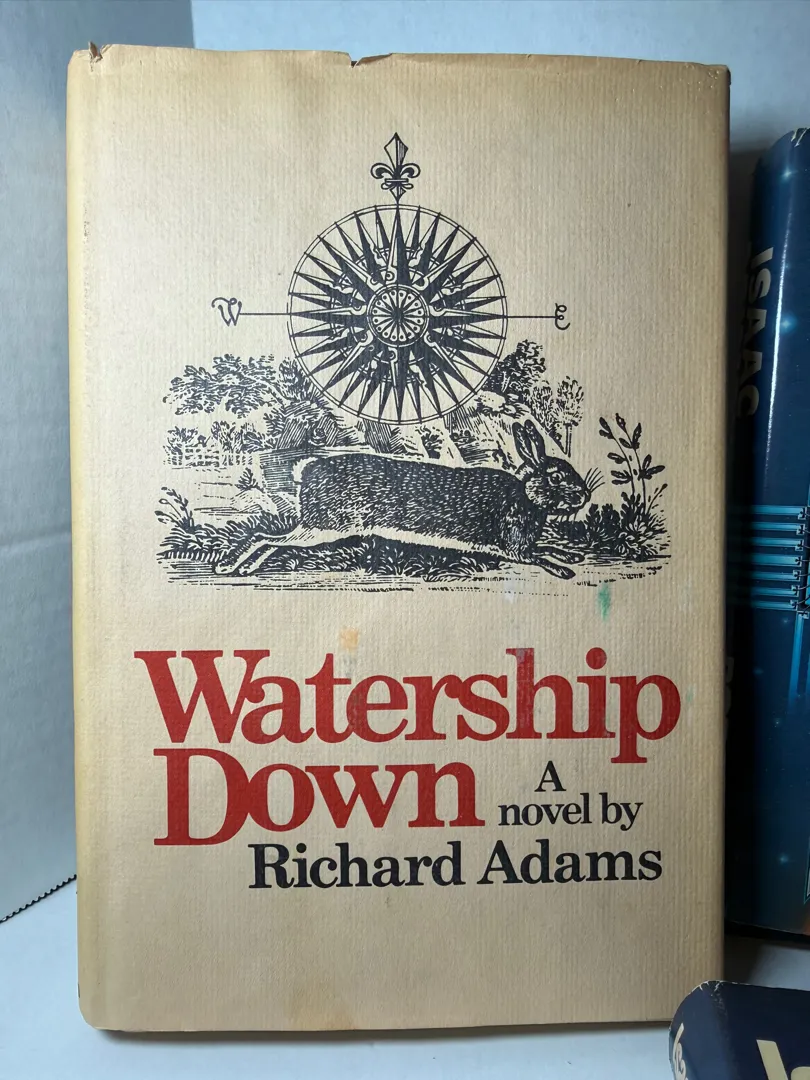 W E
Watership
Down
A
novel by
Richard Adams
ISAAC